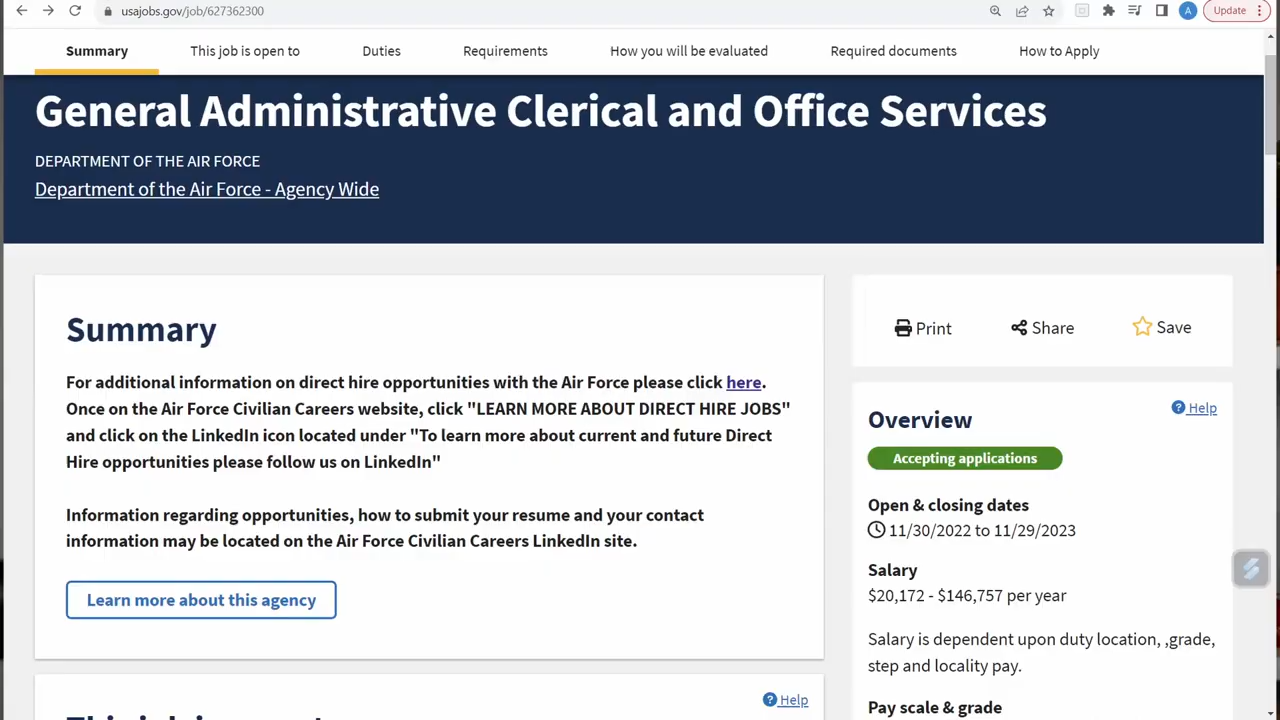 usajobs.gov/job/627362300
A
Update
Summary
This job is open to
Duties
Requirements
How you will be evaluated
Required documents
How to Apply
General Administrative Clerical and Office Services
DEPARTMENT OF THE AIR FORCE
Department of the Air Force - Agency Wide
Summary
For additional information on direct hire opportunities with the Air Force please click here.
Once on the Air Force Civilian Careers website, click "LEARN MORE ABOUT DIRECT HIRE JOBS"
and click on the LinkedIn icon located under "To learn more about current and future Direct
Hire opportunities please follow us on LinkedIn"
Information regarding opportunities, how to submit your resume and your contact
information may be located on the Air Force Civilian Careers LinkedIn site.
Learn more about this agency
Help
Print
Share
Save
Overview
Help
Accepting applications
Open & closing dates
11/30/2022 to 11/29/2023
Salary
$20,172 - $146,757 per year
Salary is dependent upon duty location, ,grade,
step and locality pay.
Pay scale & grade